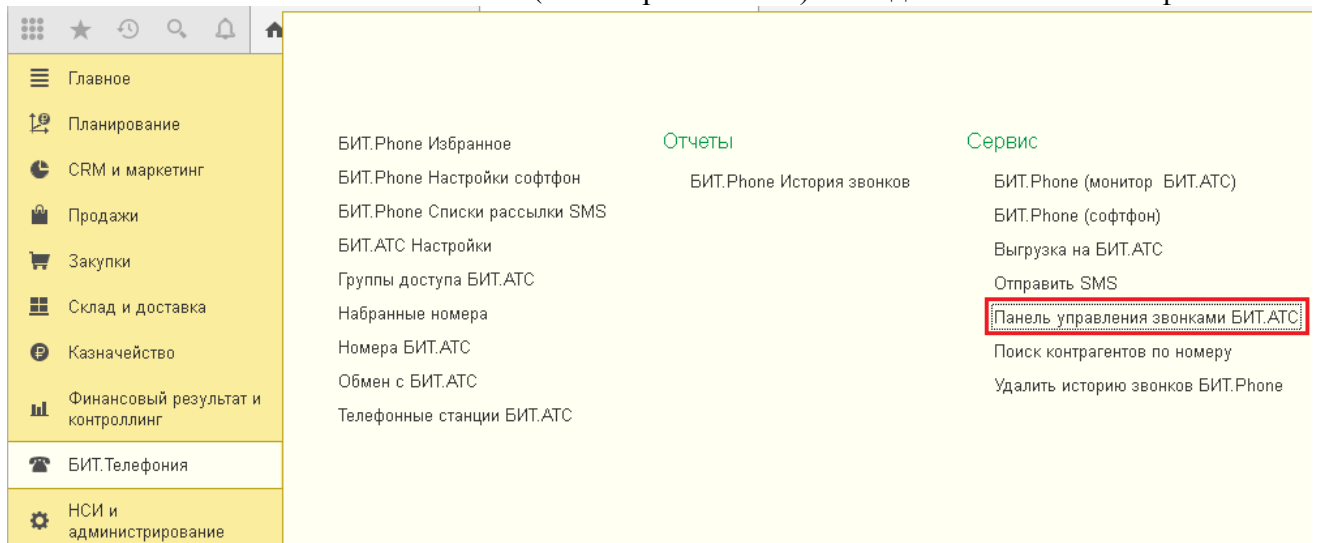 Главное
Планирование
CRM и маркетинг
Продажи
Закупки
Склад и доставка
Казначейство
Финансовый результат и
контроллинг
БИТ.Телефония
НСИ и
администрирование
БИТ.Phone Избранное
БИТ.Phone Настройки софтфон
БИТ.Phone Списки рассылки SMS
БИТ.АТС Настройки
Группы доступа БИТ.АТС
Набранные номера
Номера БИТ.АТС
Обмен с БИТ.АТС
Телефонные станции БИТ.АТС
Отчеты
БИТ.Phone История звонков
Сервис
БИТ.Phone (монитор БИТ.АТС)
БИТ.Phone (софтфон)
Выгрузка на БИТ.АТС
Отправить SMS
Панель управления звонками БИТ.АТС
Поиск контрагентов по номеру
Удалить историю звонков БИТ.Phone